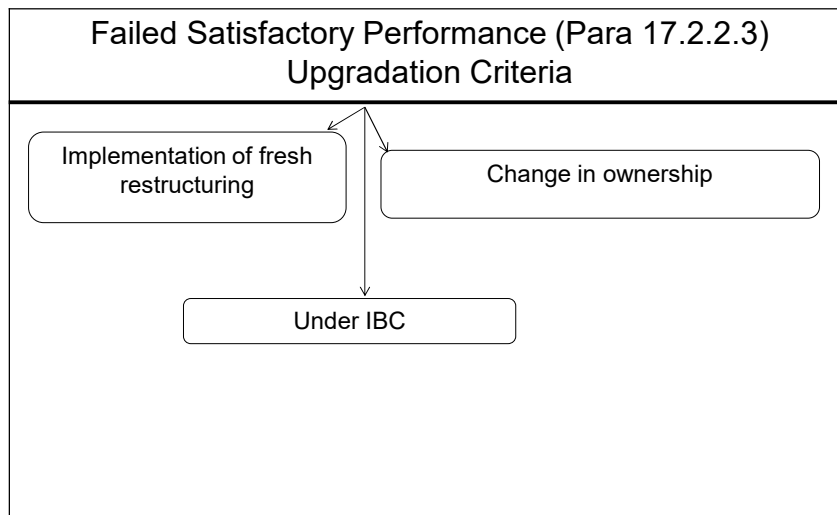 Failed Satisfactory Performance (Para 17.2.2.3)
Upgradation Criteria
Implementation of fresh
restructuring
Change in ownership
Under IBC